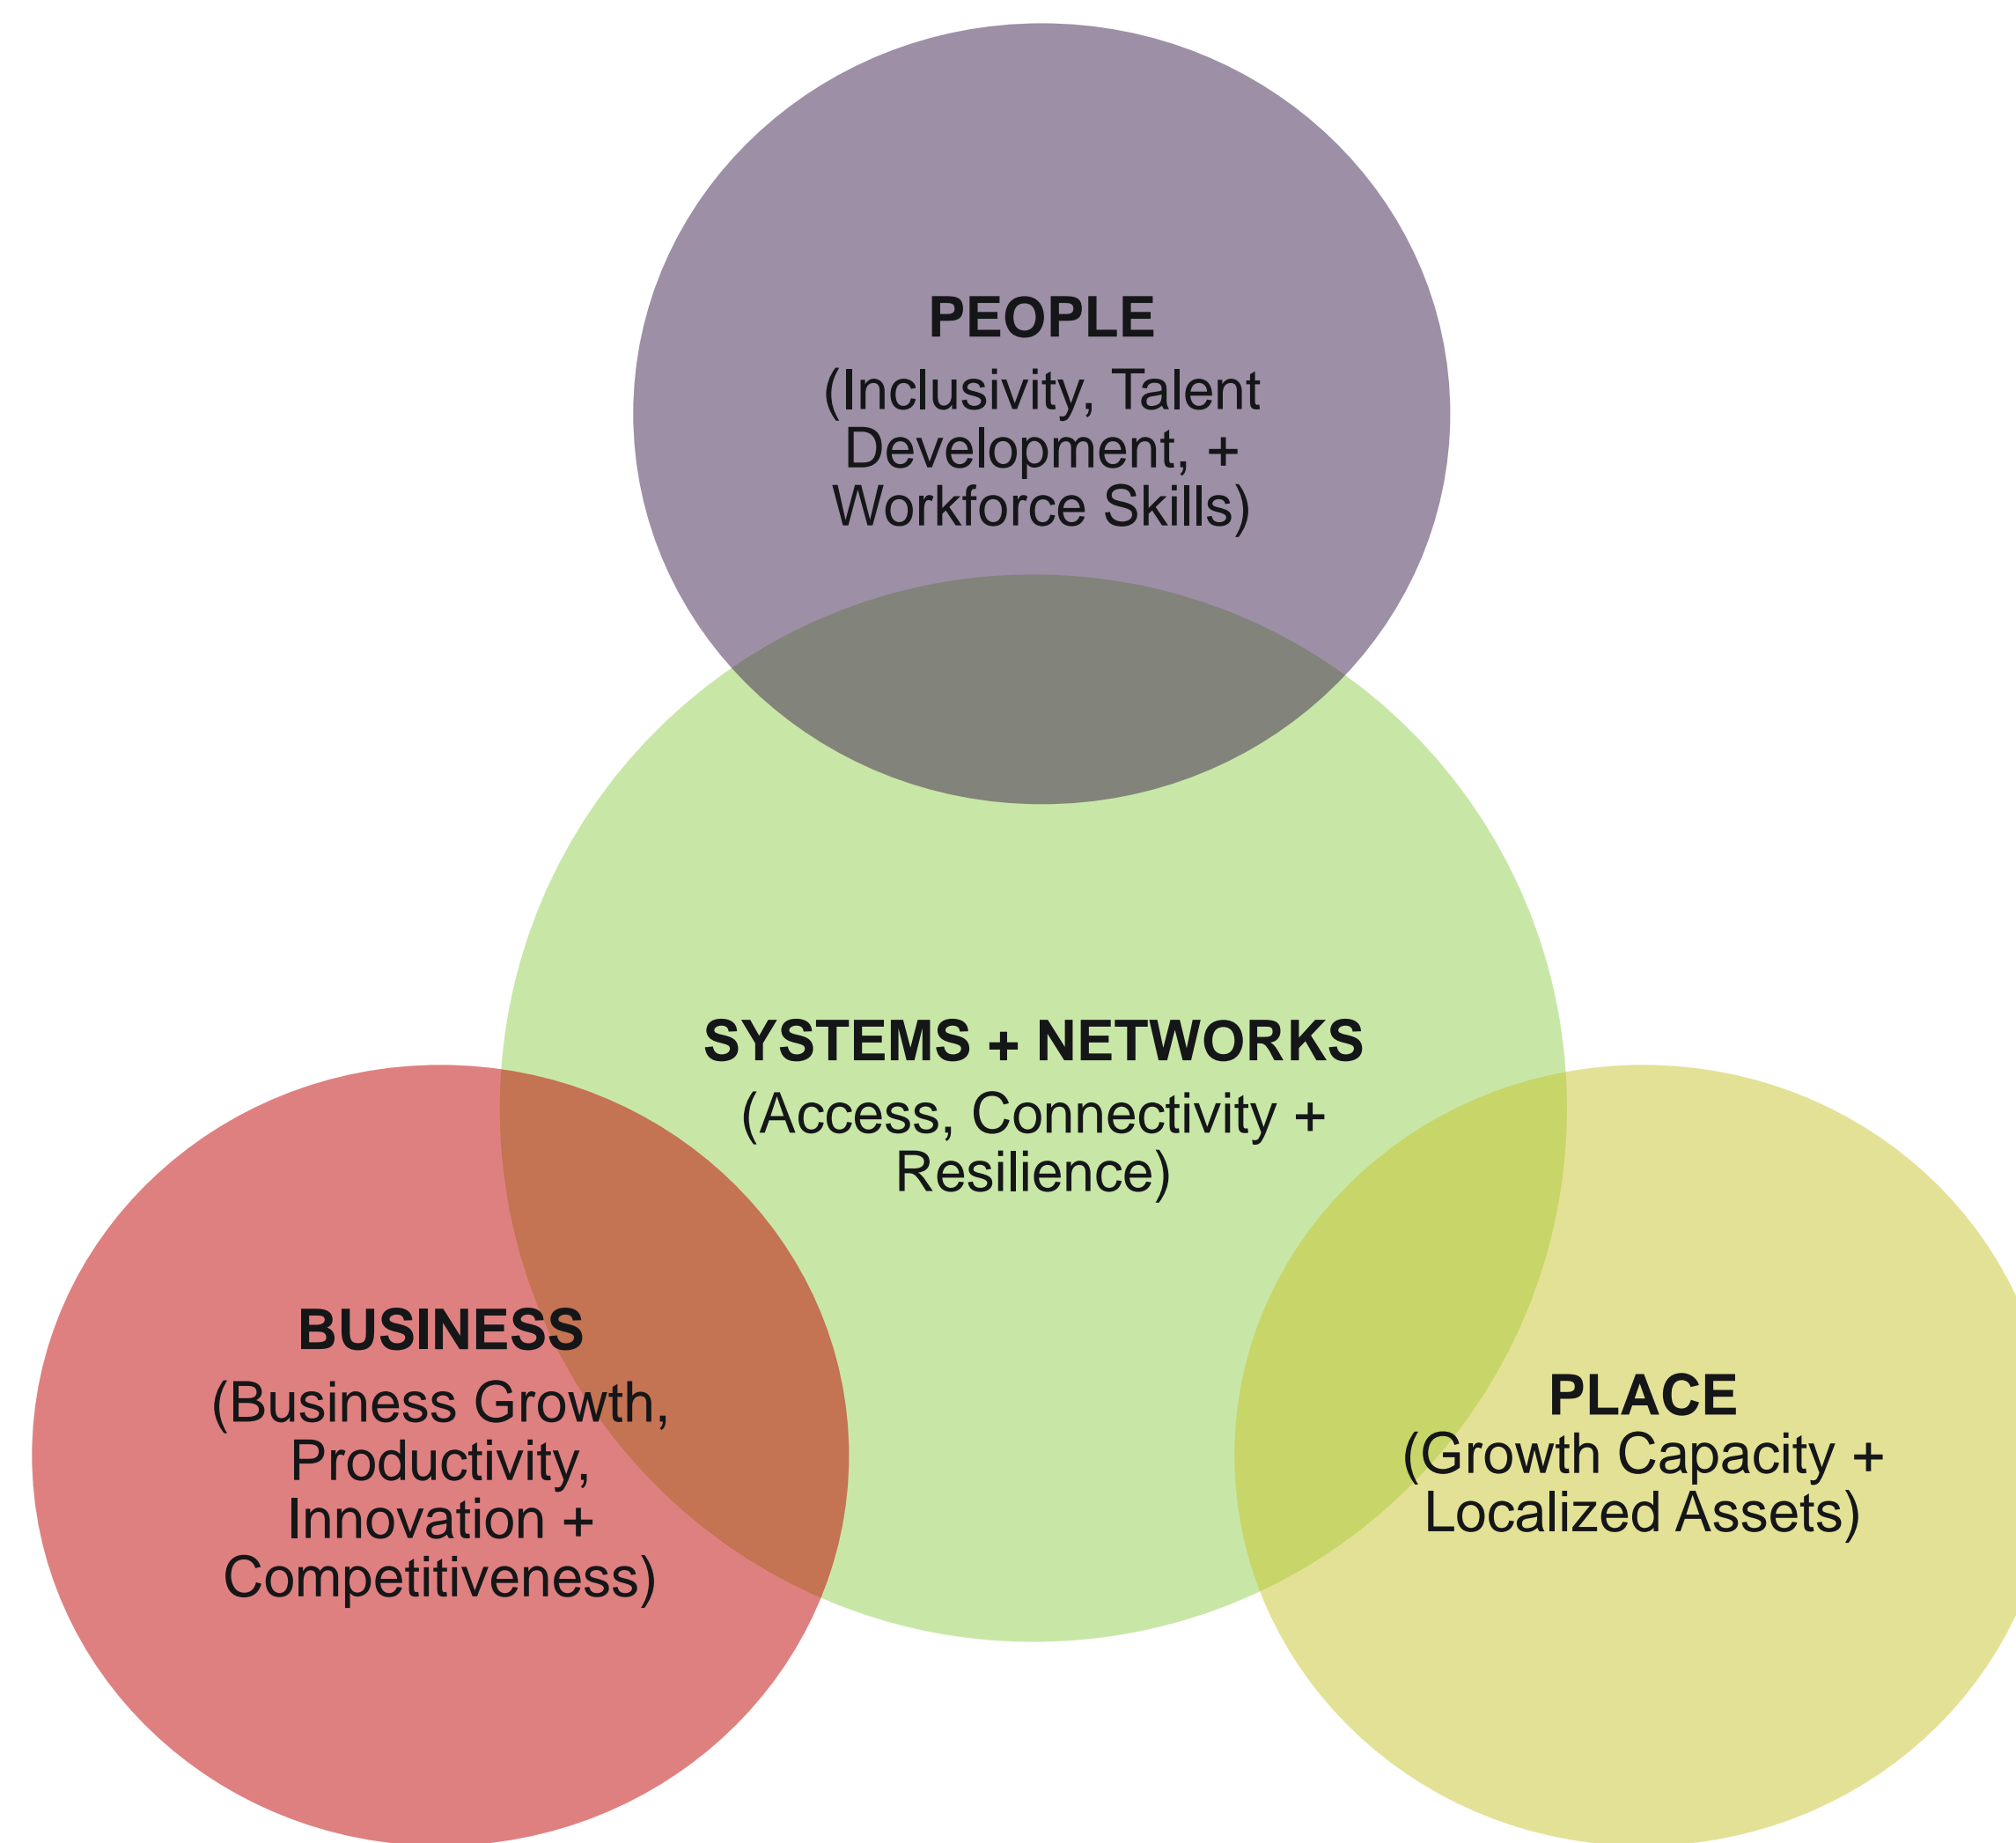 PEOPLE
(Inclusivity, Talent
Development, +
Workforce Skills)
SYSTEMS + NETWORKS
(Access, Connectivity +
Resilience)
BUSINESS
(Business Growth,
Productivity,
Innovation +
Competitiveness)
PLACE
(Growth Capacity +
Localized Assets)